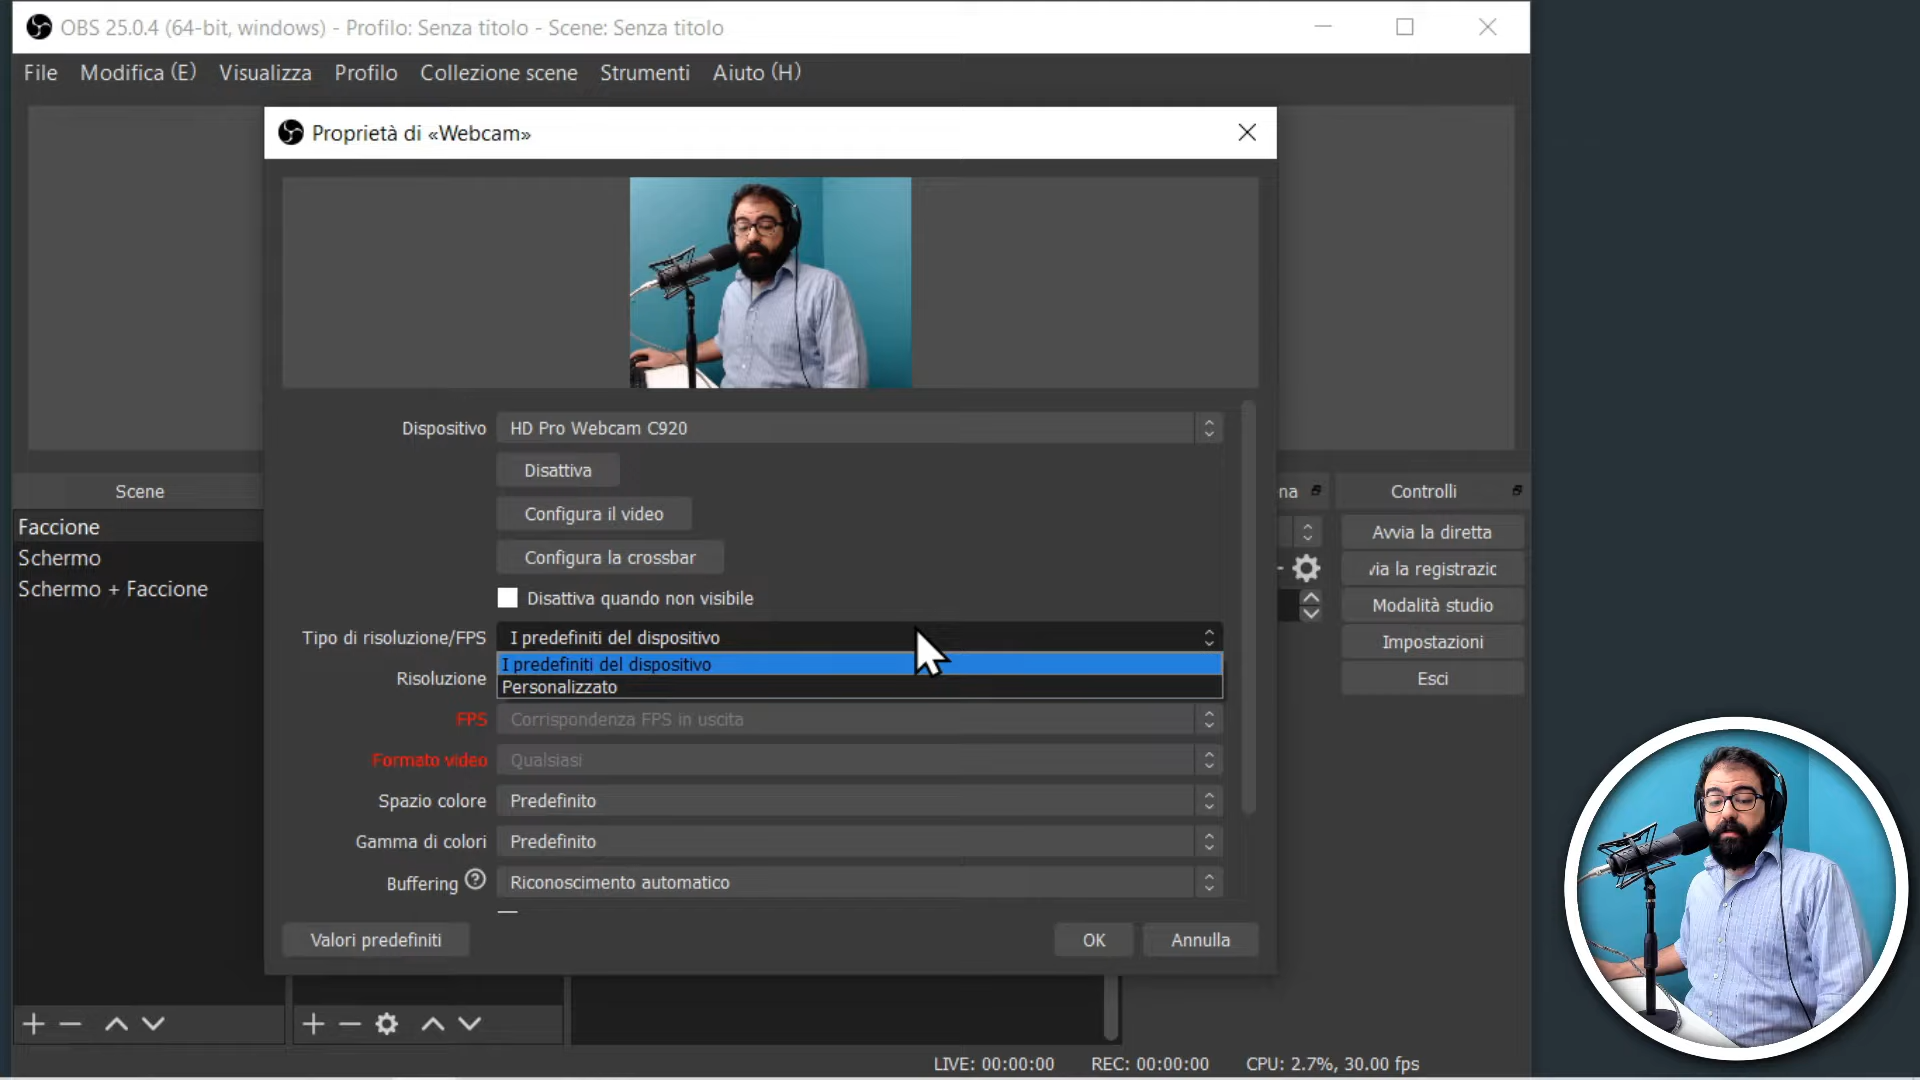 OBS 25.0.4 (64-bit, windows) - Profilo: Senza titolo - Scene: Senza titolo
File Modifica (E) Visualizza Profilo Collezione scene Strumenti Aiuto (H)
Proprietà di «Webcam»
Dispositivo HD Pro Webcam C920
Disattiva
Configura il video
Configura la crossbar
Disattiva quando non visibile
Tipo di risoluzione/FPS I predefiniti del dispositivo
I predefiniti del dispositivo
Risoluzione
Personalizzato
FPS Corrispondenza FPS in uscita
Formato video Qualsiasi
Spazio colore Predefinito
Gamma di colori Predefinito
Buffering Riconoscimento automatico
Valori predefiniti OK Annulla
Scene
Faccione
Schermo
Schermo + Faccione
na
Controlli
Avvia la diretta
via la registrazic
Modalità studio
Impostazioni
Esci
LIVE: 00:00:00 REC: 00:00:00 CPU: 2.7%, 30.00 fps